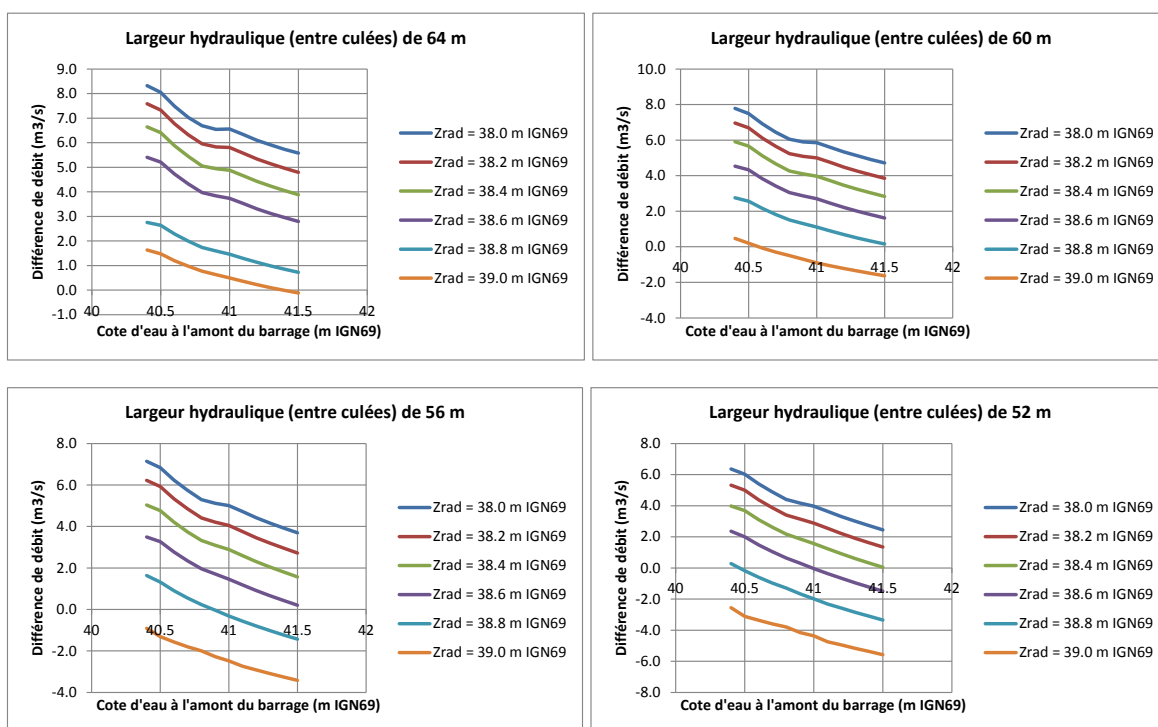 Largeur hydraulique (entre culées) de 64 m
Différence de débit (m3/s)
9.0
8.0
7.0
6.0
5.0
4.0
3.0
2.0
1.0
0.0
-1.0
40
40.5
41
41.5
42
Cote d'eau à l'amont du barrage (m IGN69)
Zrad = 38.0 m IGN69
Zrad = 38.2 m IGN69
Zrad = 38.4 m IGN69
Zrad = 38.6 m IGN69
Zrad = 38.8 m IGN69
Zrad = 39.0 m IGN69
Largeur hydraulique (entre culées) de 60 m
Différence de débit (m3/s)
10.0
8.0
6.0
4.0
2.0
0.0
-2.0
-4.0
40
40.5
41
41.5
42
Cote d'eau à l'amont du barrage (m IGN69)
Zrad = 38.0 m IGN69
Zrad = 38.2 m IGN69
Zrad = 38.4 m IGN69
Zrad = 38.6 m IGN69
Zrad = 38.8 m IGN69
Zrad = 39.0 m IGN69
Largeur hydraulique (entre culées) de 56 m
Différence de débit (m3/s)
8.0
6.0
4.0
2.0
0.0
-2.0
-4.0
40
40.5
41
41.5
42
Cote d'eau à l'amont du barrage (m IGN69)
Zrad = 38.0 m IGN69
Zrad = 38.2 m IGN69
Zrad = 38.4 m IGN69
Zrad = 38.6 m IGN69
Zrad = 38.8 m IGN69
Zrad = 39.0 m IGN69
Largeur hydraulique (entre culées) de 52 m
Différence de débit (m3/s)
8.0
6.0
4.0
2.0
0.0
-2.0
-4.0
-6.0
-8.0
40
40.5
41
41.5
42
Cote d'eau à l'amont du barrage (m IGN69)
Zrad = 38.0 m IGN69
Zrad = 38.2 m IGN69
Zrad = 38.4 m IGN69
Zrad = 38.6 m IGN69
Zrad = 38.8 m IGN69
Zrad = 39.0 m IGN69